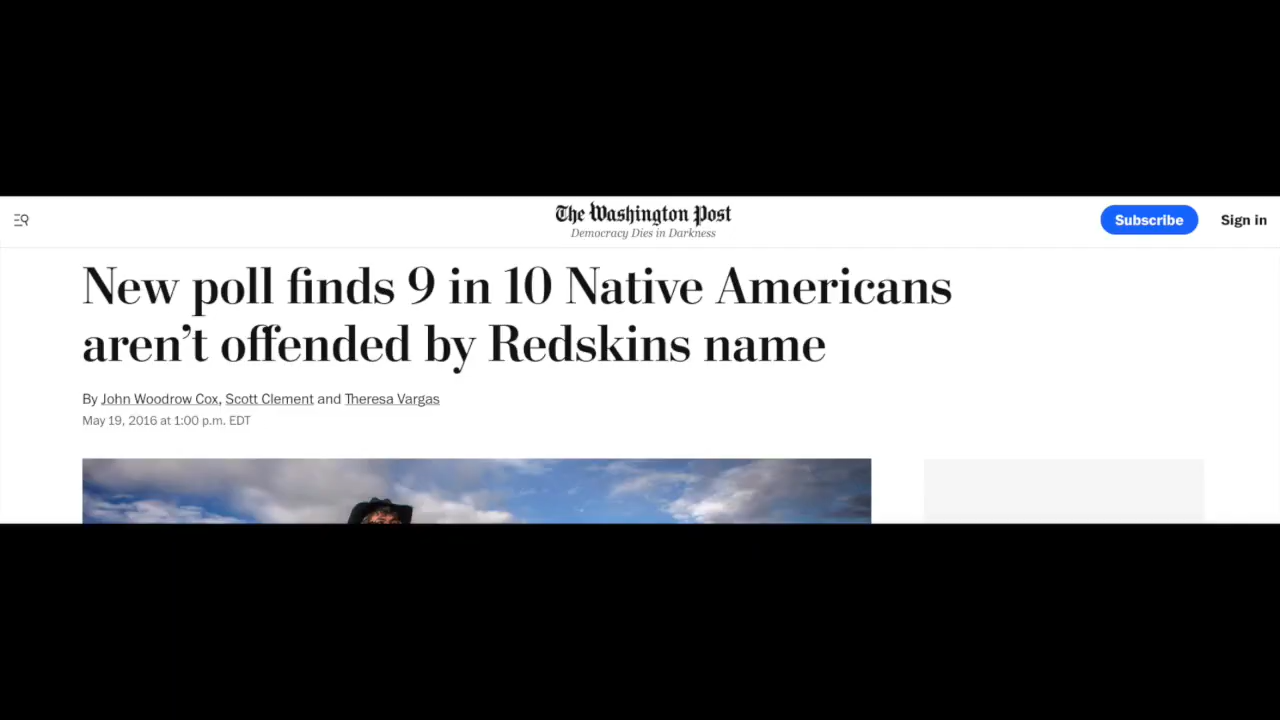 The Washington Post
Democracy Dies in Darkness
Subscribe
Sign in
New poll finds 9 in 10 Native Americans
aren’t offended by Redskins name
By John Woodrow Cox, Scott Clement and Theresa Vargas
May 19, 2016 at 1:00 p.m. EDT